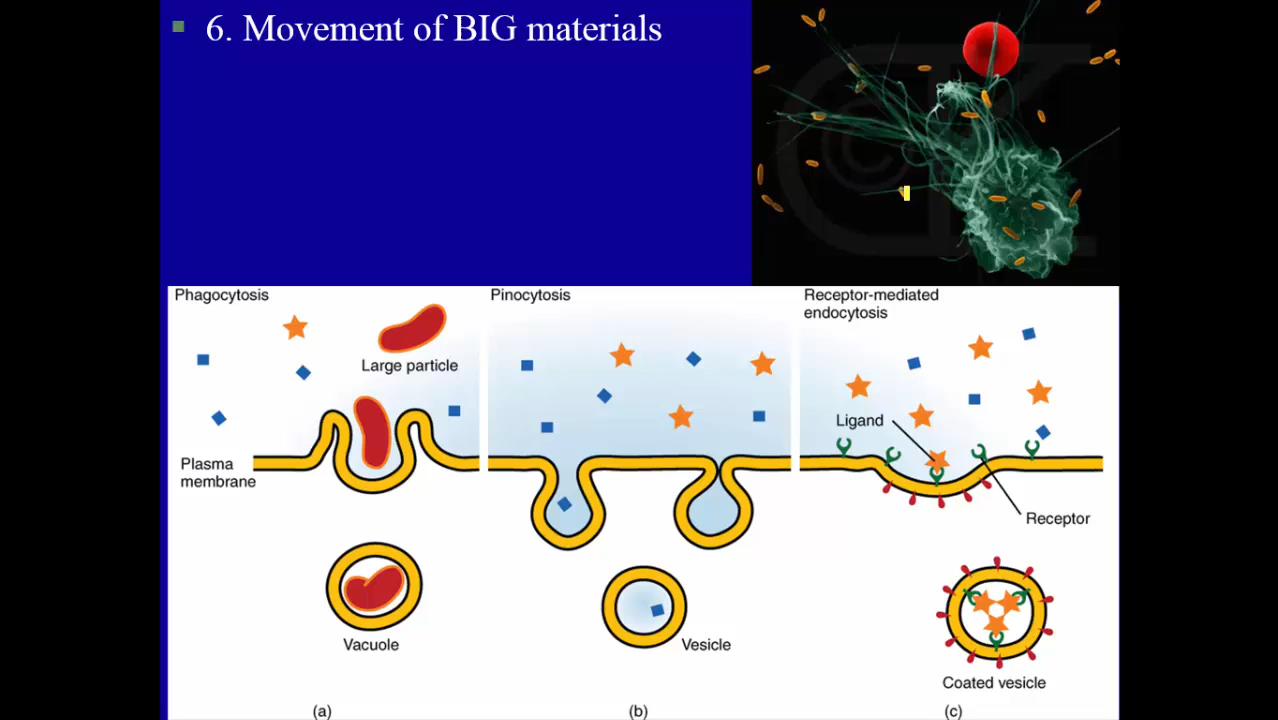 6. Movement of BIG materials
Phagocytosis
Large particle
Plasma
membrane
Vacuole
(a)
Pinocytosis
Vesicle
(b)
Receptor-mediated
endocytosis
Ligand
Receptor
Coated vesicle
(c)